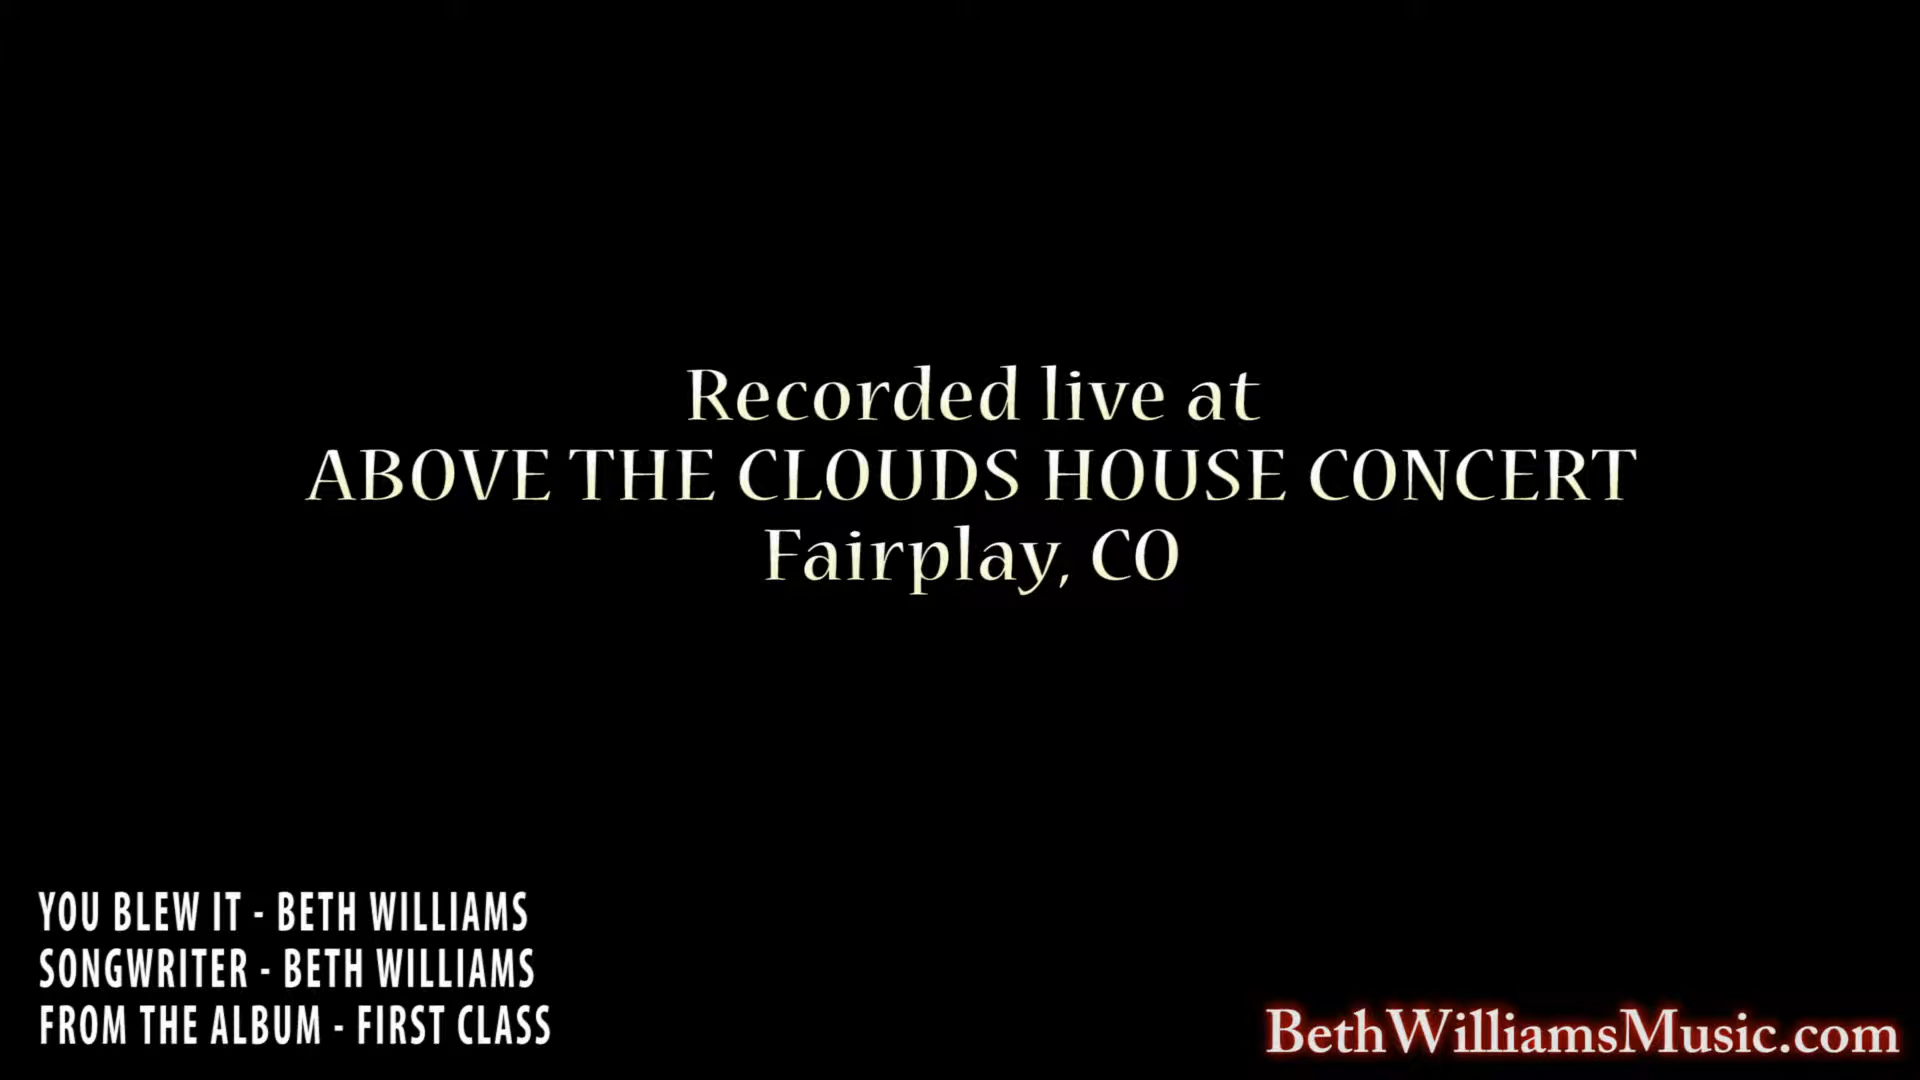 Recorded live at
ABOVE THE CLOUDS HOUSE CONCERT
Fairplay, CO
YOU BLEW IT - BETH WILLIAMS
SONGWRITER - BETH WILLIAMS
FROM THE ALBUM - FIRST CLASS
BethWilliamsMusic.com